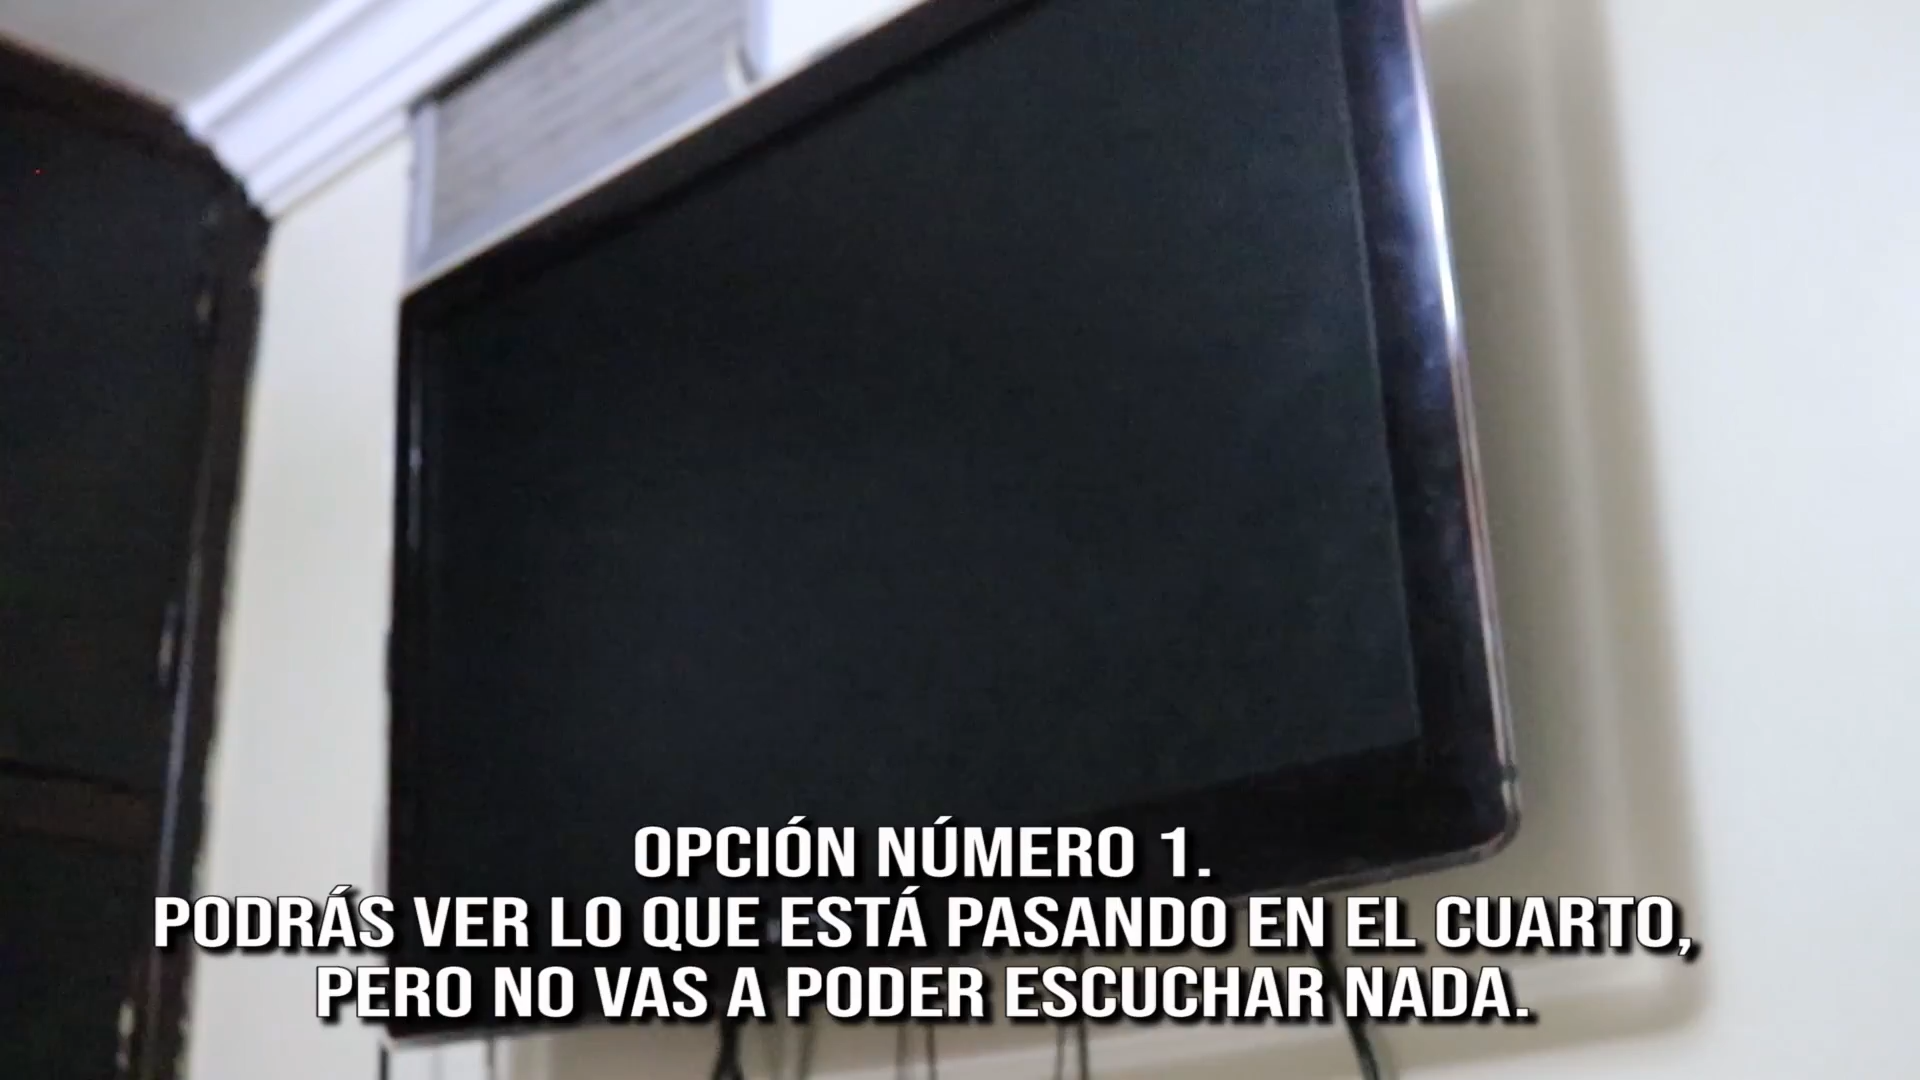 OPCIÓN NÚMERO 1.
PODRÁS VER LO QUE ESTÁ PASANDO EN EL CUARTO,
PERO NO VAS A PODER ESCUCHAR NADA.